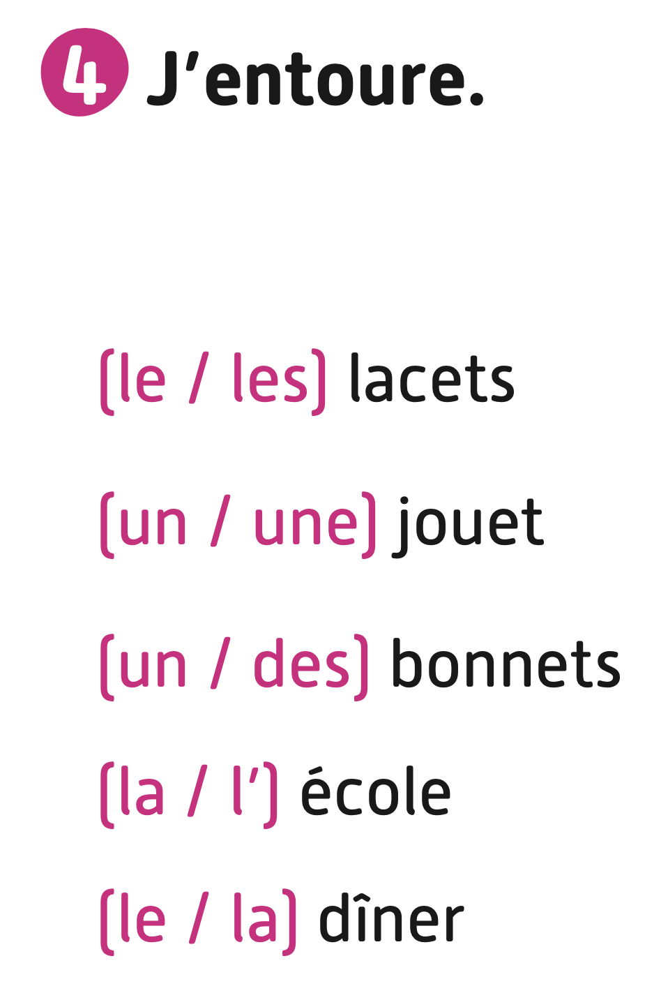 4 J’entoure.
(le / les) lacets
(un / une) jouet
(un / des) bonnets
(la / l’) école
(le / la) dîner